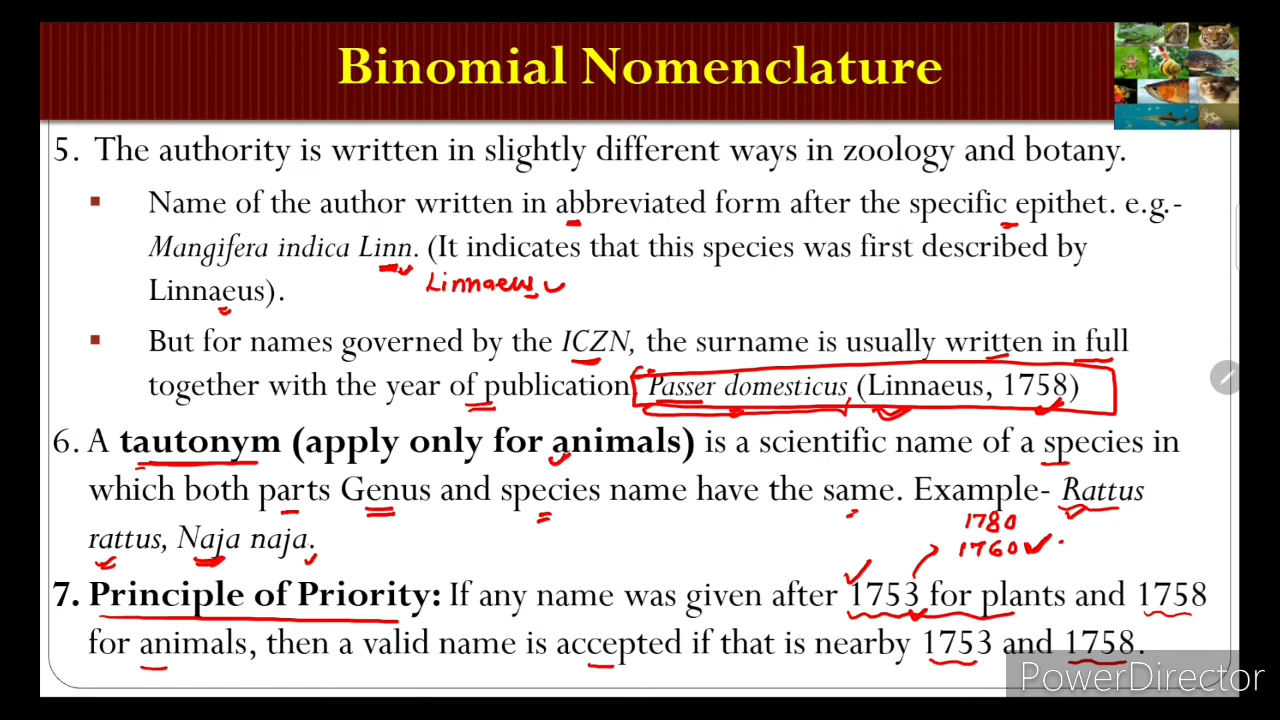 Binomial Nomenclature
5. The authority is written in slightly different ways in zoology and botany.
▪ Name of the author written in abbreviated form after the specific epithet. e.g.-
Mangifera indica Linn. (It indicates that this species was first described by
Linnaeus
Linnaeus).
▪ But for names governed by the ICZN, the surname is usually written in full
together with the year of publication Passer domesticus (Linnaeus, 1758)
6. A tautonym (apply only for animals) is a scientific name of a species in
which both parts Genus and species name have the same. Example- Rattus
1780
rattus, Naja naja.
1760
7. Principle of Priority: If any name was given after 1753 for plants and 1758
for animals, then a valid name is accepted if that is nearby 1753 and 1758.
PowerDirector